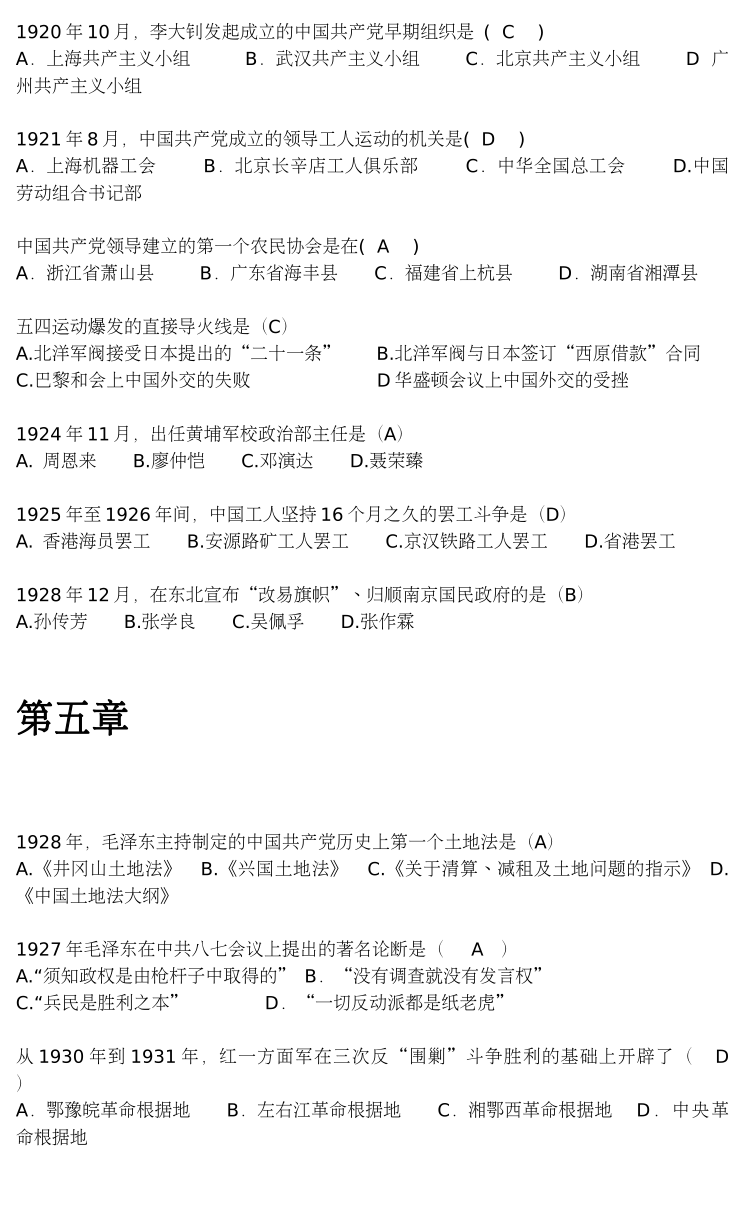 1920 年 10 月，李大钊发起成立的中国共产党早期组织是（ C ）
A．上海共产主义小组 B．武汉共产主义小组 C．北京共产主义小组 D 广
州共产主义小组
1921 年 8 月，中国共产党成立的领导工人运动的机关是( D )
A．上海机器工会 B．北京长辛店工人俱乐部 C．中华全国总工会 D.中国
劳动组合书记部
中国共产党领导建立的第一个农民协会是在( A )
A．浙江省萧山县 B．广东省海丰县 C．福建省上杭县 D．湖南省湘潭县
五四运动爆发的直接导火线是（C）
A.北洋军阀接受日本提出的“二十一条” B.北洋军阀与日本签订“西原借款”合同
C.巴黎和会上中国外交的失败 D 华盛顿会议上中国外交的受挫
1924 年 11 月，出任黄埔军校政治部主任是（A）
A. 周恩来 B.廖仲恺 C.邓演达 D.聂荣臻
1925 年至 1926 年间，中国工人坚持 16 个月之久的罢工斗争是（D）
A. 香港海员罢工 B.安源路矿工人罢工 C.京汉铁路工人罢工 D.省港罢工
1928 年 12 月，在东北宣布“改易旗帜”、归顺南京国民政府的是（B）
A.孙传芳 B.张学良 C.吴佩孚 D.张作霖
第五章
1928 年，毛泽东主持制定的中国共产党历史上第一个土地法是（A）
A.《井冈山土地法》 B.《兴国土地法》 C.《关于清算、减租及土地问题的指示》 D.
《中国土地法大纲》
1927 年毛泽东在中共八七会议上提出的著名论断是（ A ）
A.“须知政权是由枪杆子中取得的” B．“没有调查就没有发言权”
C.“兵民是胜利之本” D．“一切反动派都是纸老虎”
从 1930 年到 1931 年，红一方面军在三次反“围剿”斗争胜利的基础上开辟了（ D
）
A．鄂豫皖革命根据地 B．左右江革命根据地 C．湘鄂西革命根据地 D．中央革
命根据地